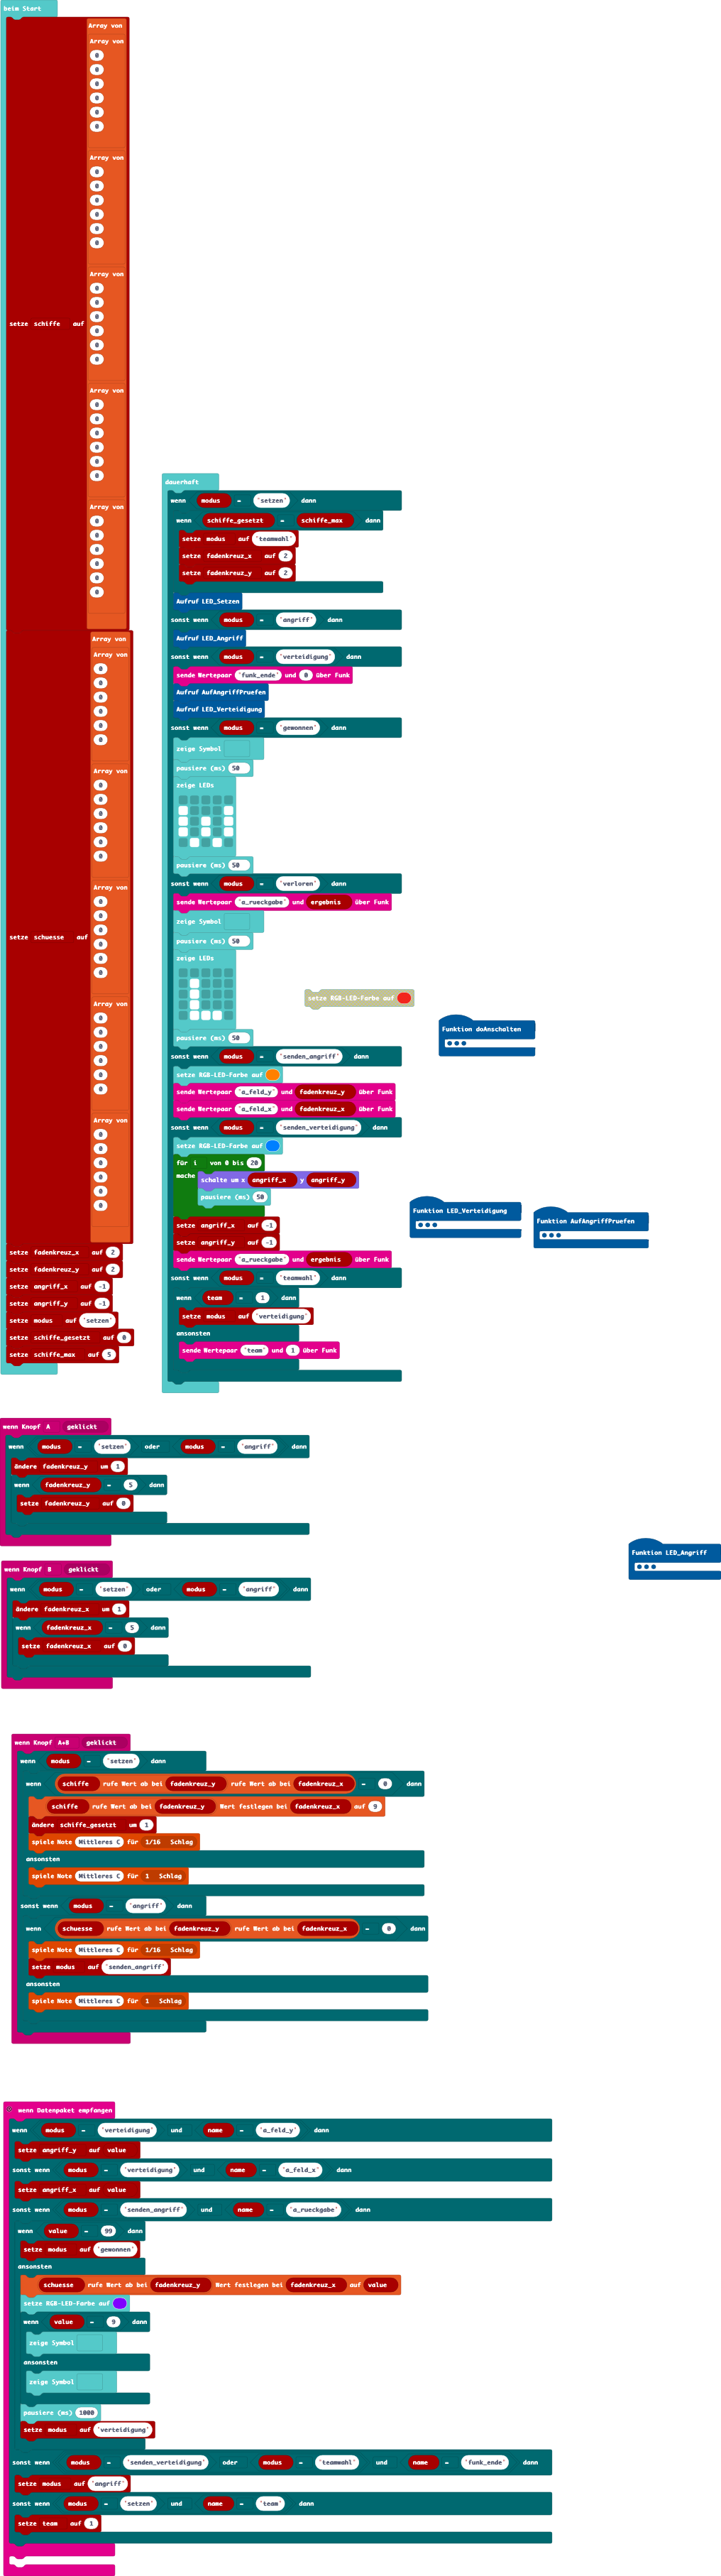 beim Start
setze schiffe auf
Array von
Array von
0
0
0
0
0
0
Array von
0
0
0
0
0
0
Array von
0
0
0
0
0
0
Array von
0
0
0
0
0
0
Array von
0
0
0
0
0
0
setze schuesse auf
Array von
Array von
0
0
0
0
0
0
Array von
0
0
0
0
0
0
Array von
0
0
0
0
0
0
Array von
0
0
0
0
0
0
Array von
0
0
0
0
0
0
setze fadenkreuz_x auf 2
setze fadenkreuz_y auf 2
setze angriff_x auf -1
setze angriff_y auf -1
setze modus auf "setzen"
setze schiffe_gesetzt auf 0
setze schiffe_max auf 5
dauerhaft
wenn modus = "setzen" dann
wenn schiffe_gesetzt = schiffe_max dann
setze modus auf "teamwahl"
setze fadenkreuz_x auf 2
setze fadenkreuz_y auf 2
Aufruf LED_Setzen
sonst wenn modus = "angriff" dann
Aufruf LED_Angriff
sonst wenn modus = "verteidigung" dann
sende Wertepaar "funk_ende" und 0 über Funk
Aufruf AufAngriffPruefen
Aufruf LED_Verteidigung
sonst wenn modus = "gewonnen" dann
zeige Symbol
pausiere (ms) 50
zeige LEDs
pausiere (ms) 50
sonst wenn modus = "verloren" dann
sende Wertepaar "a_rueckgabe" und ergebnis über Funk
zeige Symbol
pausiere (ms) 50
zeige LEDs
pausiere (ms) 50
sonst wenn modus = "senden_angriff" dann
setze RGB-LED-Farbe auf
sende Wertepaar "a_feld_y" und fadenkreuz_y über Funk
sende Wertepaar "a_feld_x" und fadenkreuz_x über Funk
sonst wenn modus = "senden_verteidigung" dann
setze RGB-LED-Farbe auf
für i von 0 bis 20
mache schalte um x angriff_x y angriff_y
pausiere (ms) 50
setze angriff_x auf -1
setze angriff_y auf -1
sende Wertepaar "a_rueckgabe" und ergebnis über Funk
sonst wenn modus = "teamwahl" dann
wenn team = 1 dann
setze modus auf "verteidigung"
ansonsten
sende Wertepaar "team" und 1 über Funk
setze RGB-LED-Farbe auf
Funktion doAnschalten
Funktion LED_Verteidigung
Funktion AufAngriffPruefen
Funktion LED_Angriff
wenn Knopf A geklickt
wenn modus = "setzen" oder modus = "angriff" dann
ändere fadenkreuz_y um 1
wenn fadenkreuz_y = 5 dann
setze fadenkreuz_y auf 0
wenn Knopf B geklickt
wenn modus = "setzen" oder modus = "angriff" dann
ändere fadenkreuz_x um 1
wenn fadenkreuz_x = 5 dann
setze fadenkreuz_x auf 0
wenn Knopf A+B geklickt
wenn modus = "setzen" dann
wenn schiffe rufe Wert ab bei fadenkreuz_y rufe Wert ab bei fadenkreuz_x = 0 dann
schiffe rufe Wert ab bei fadenkreuz_y Wert festlegen bei fadenkreuz_x auf 9
ändere schiffe_gesetzt um 1
spiele Note Mittleres C für 1/16 Schlag
ansonsten
spiele Note Mittleres C für 1 Schlag
sonst wenn modus = "angriff" dann
wenn schuesse rufe Wert ab bei fadenkreuz_y rufe Wert ab bei fadenkreuz_x = 0 dann
spiele Note Mittleres C für 1/16 Schlag
setze modus auf "senden_angriff"
ansonsten
spiele Note Mittleres C für 1 Schlag
wenn Datenpaket empfangen
wenn modus = "verteidigung" und name = "a_feld_y" dann
setze angriff_y auf value
sonst wenn modus = "verteidigung" und name = "a_feld_x" dann
setze angriff_x auf value
sonst wenn modus = "senden_angriff" und name = "a_rueckgabe" dann
wenn value = 99 dann
setze modus auf "gewonnen"
ansonsten
schuesse rufe Wert ab bei fadenkreuz_y Wert festlegen bei fadenkreuz_x auf value
setze RGB-LED-Farbe auf
wenn value = 9 dann
zeige Symbol
ansonsten
zeige Symbol
pausiere (ms) 1000
setze modus auf "verteidigung"
sonst wenn modus = "senden_verteidigung" oder modus = "teamwahl" und name = "funk_ende" dann
setze modus auf "angriff"
sonst wenn modus = "setzen" und name = "team" dann
setze team auf 1